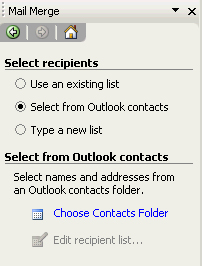 Mail Merge
Select recipients
Use an existing list
Select from Outlook contacts
Type a new list
Select from Outlook contacts
Select names and addresses from
an Outlook contacts folder.
Choose Contacts Folder
Edit recipient list...